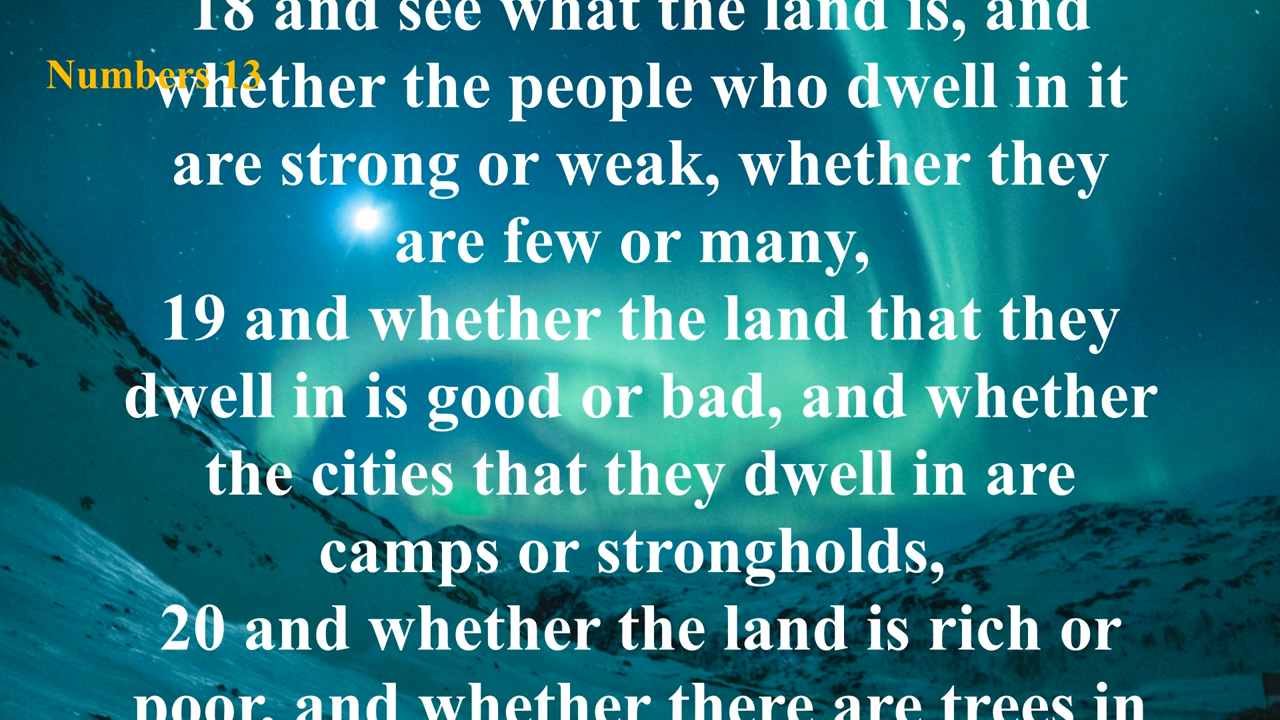 18 and see what the land is, and
Numbers 13
whether the people who dwell in it
are strong or weak, whether they
are few or many,
19 and whether the land that they
dwell in is good or bad, and whether
the cities that they dwell in are
camps or strongholds,
20 and whether the land is rich or
poor, and whether there are trees in